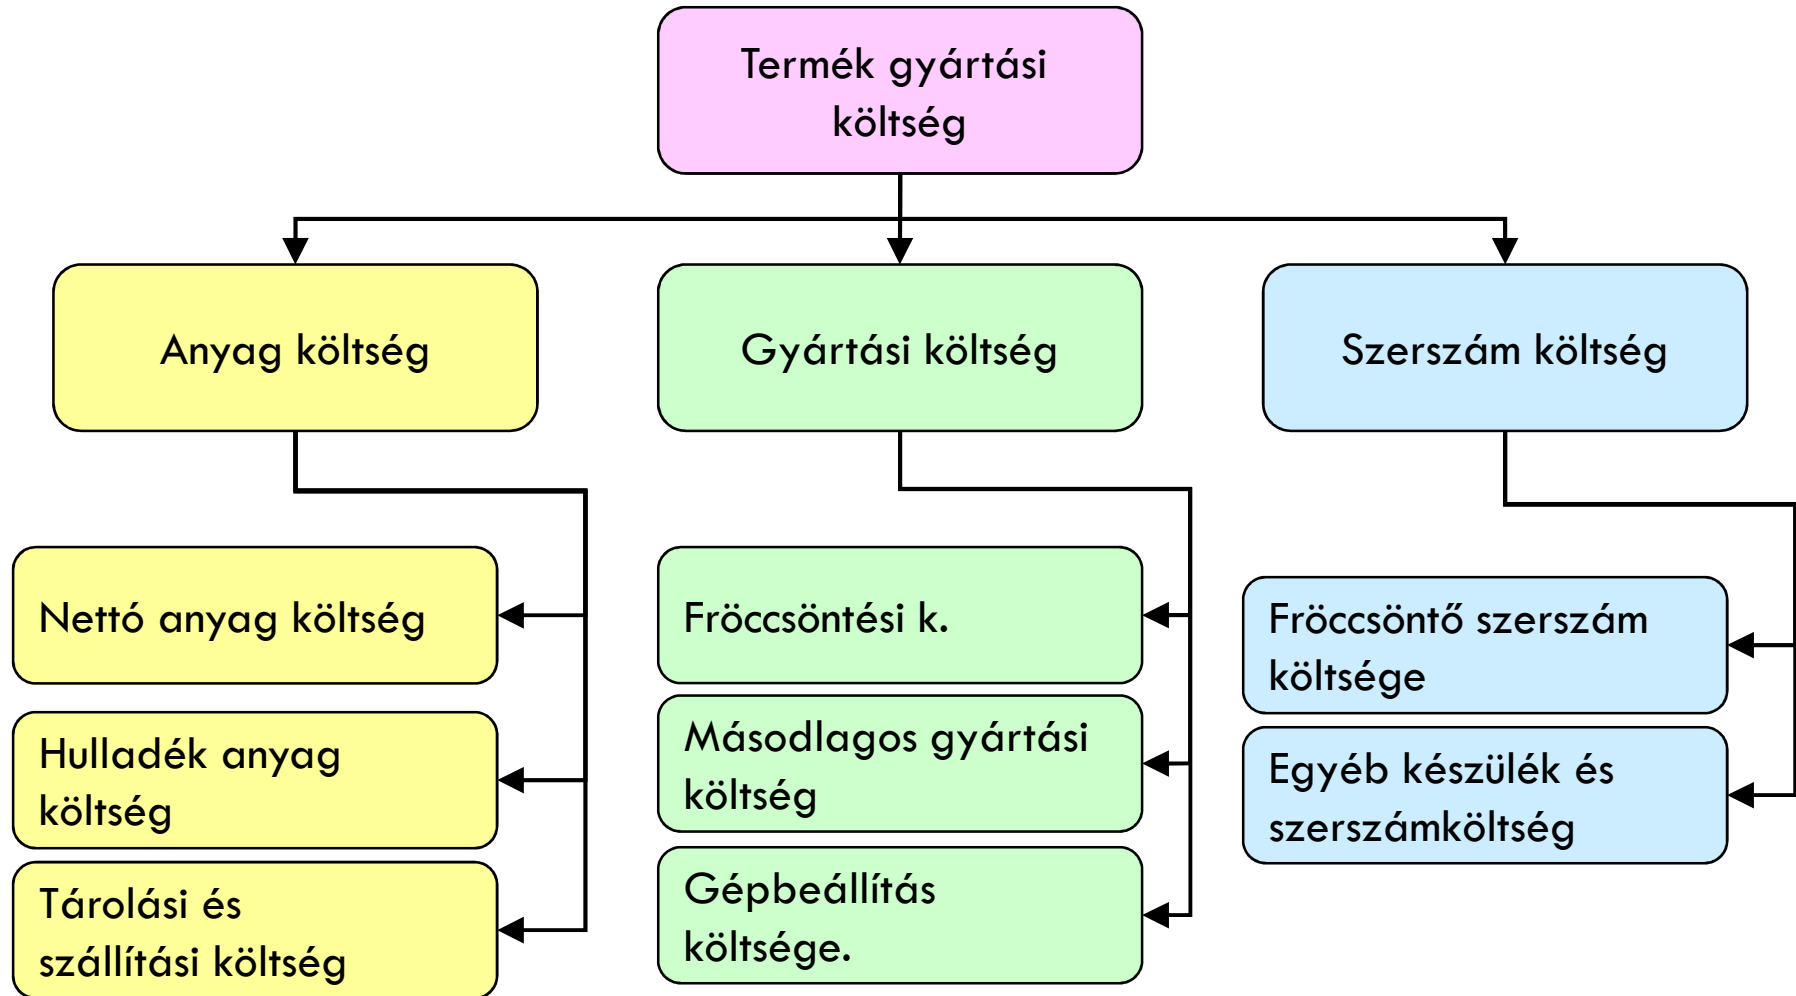 Termék gyártási
költség
Anyag költség
Gyártási költség
Szerszám költség
Nettó anyag költség
Hulladék anyag
költség
Tárolási és
szállítási költség
Fröccsöntési k.
Másodlagos gyártási
költség
Gépbeállítás
költsége.
Fröccsöntő szerszám
költsége
Egyéb készülék és
szerszámköltség